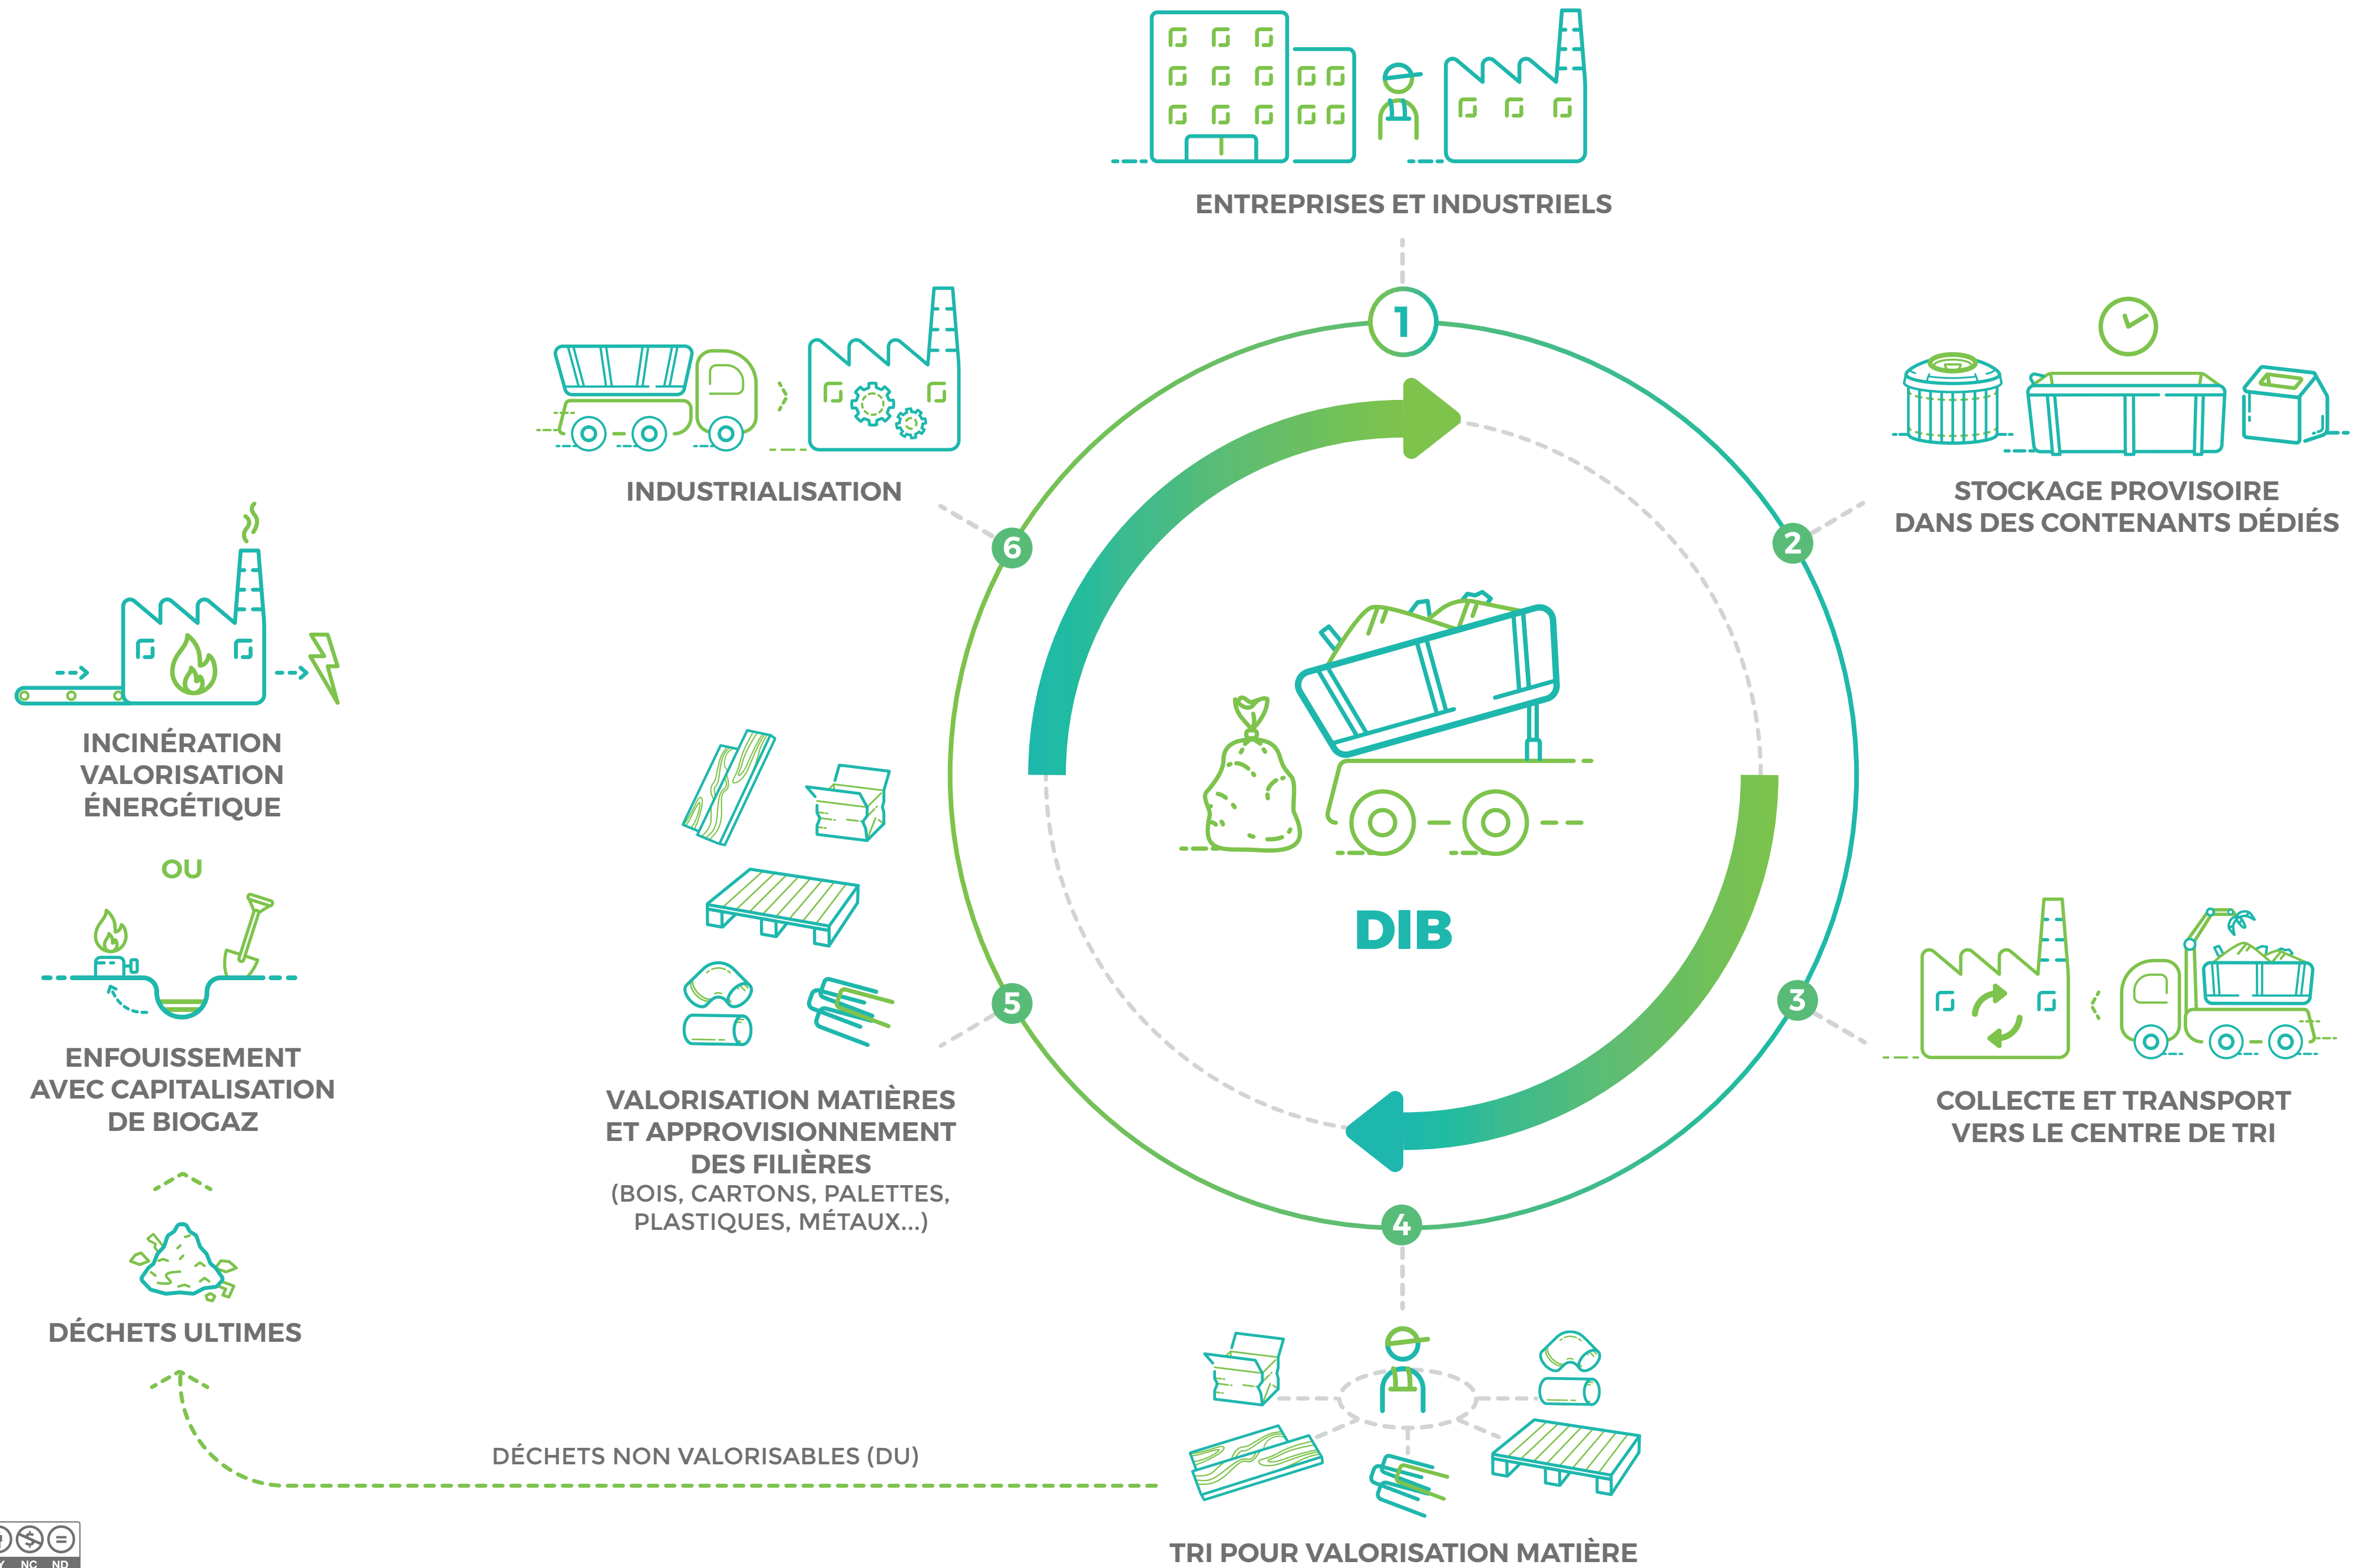 ENTREPRISES ET INDUSTRIELS
1
2
STOCKAGE PROVISOIRE
DANS DES CONTENANTS DÉDIÉS
3
COLLECTE ET TRANSPORT
VERS LE CENTRE DE TRI
4
TRI POUR VALORISATION MATIÈRE
5
VALORISATION MATIÈRES
ET APPROVISIONNEMENT
DES FILIÈRES
(BOIS, CARTONS, PALETTES,
PLASTIQUES, MÉTAUX...)
6
INDUSTRIALISATION
DIB
DÉCHETS NON VALORISABLES (DU)
DÉCHETS ULTIMES
INCINÉRATION
VALORISATION
ÉNERGÉTIQUE
OU
ENFOUISSEMENT
AVEC CAPITALISATION
DE BIOGAZ
NC ND